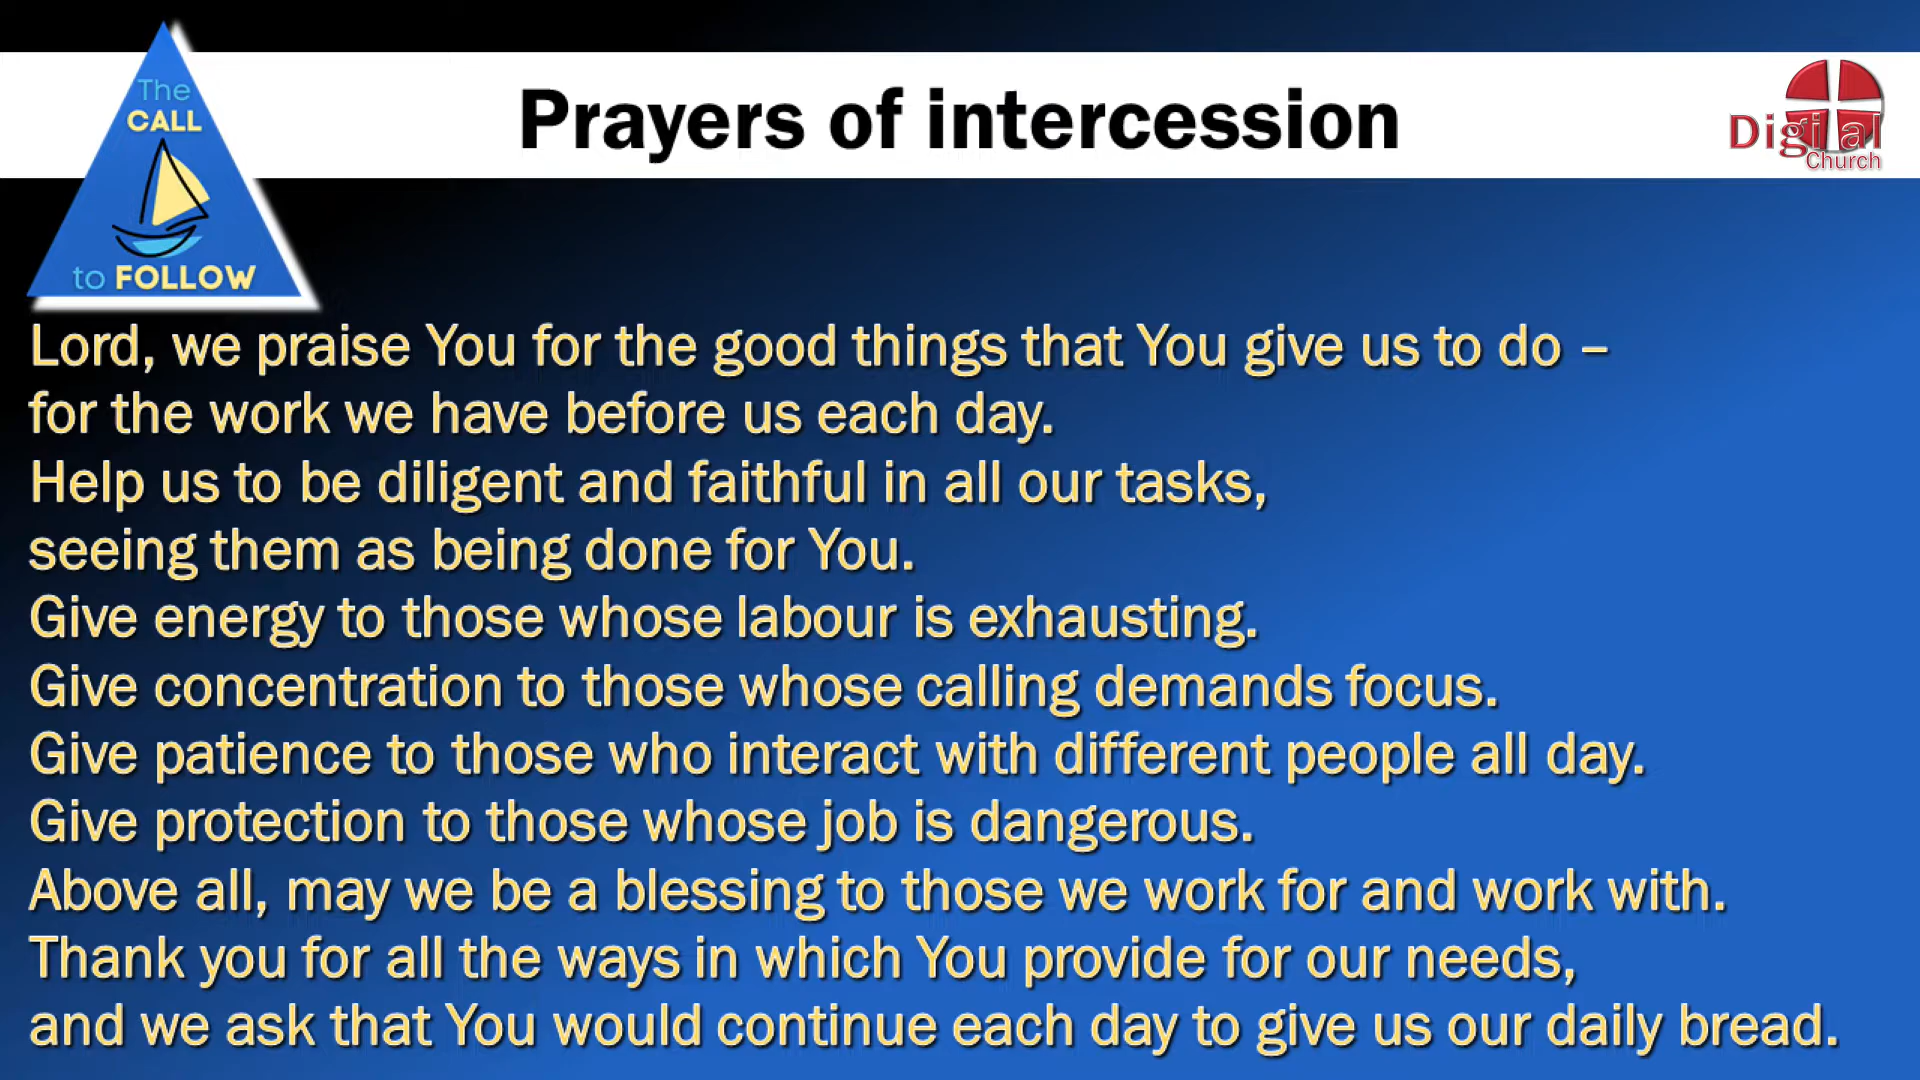 The
CALL
to FOLLOW
Prayers of intercession
Digital
Church
Lord, we praise You for the good things that You give us to do –
for the work we have before us each day.
Help us to be diligent and faithful in all our tasks,
seeing them as being done for You.
Give energy to those whose labour is exhausting.
Give concentration to those whose calling demands focus.
Give patience to those who interact with different people all day.
Give protection to those whose job is dangerous.
Above all, may we be a blessing to those we work for and work with.
Thank you for all the ways in which You provide for our needs,
and we ask that You would continue each day to give us our daily bread.